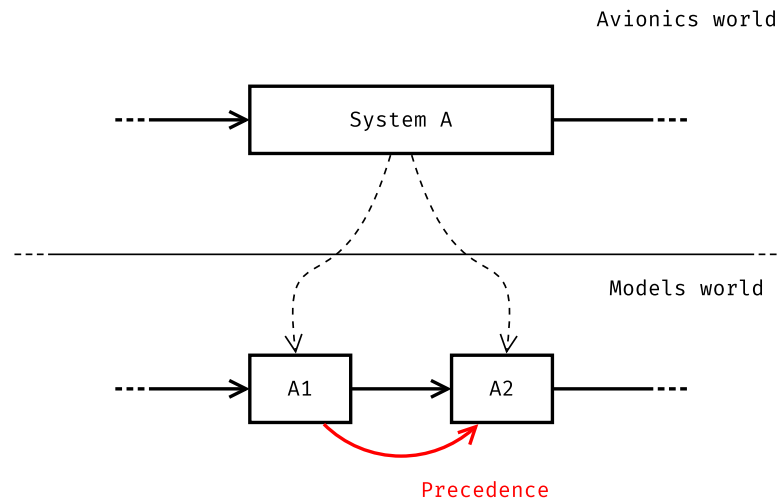 Avionics world
System A
Models world
A1
A2
Precedence